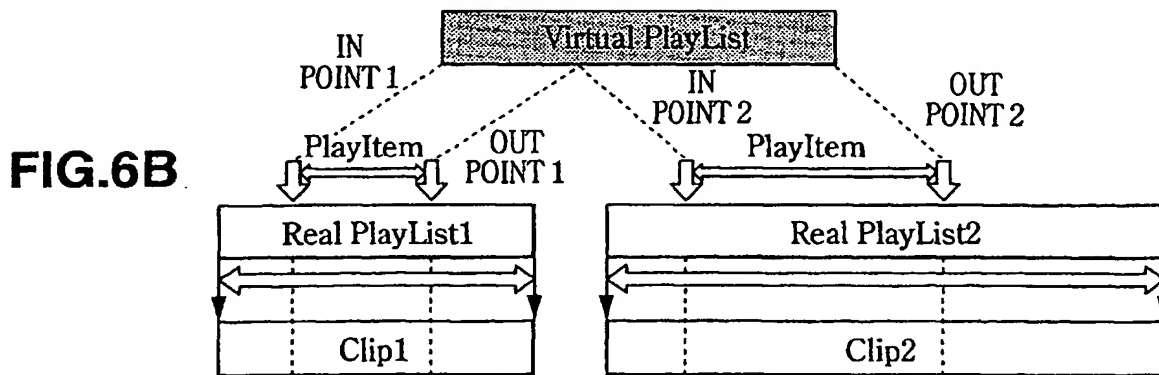 Virtual PlayList
IN
POINT 1
IN
POINT 2
OUT
POINT 2
PlayItem
OUT
POINT 1
PlayItem
FIG.6B
Real PlayList1
Real PlayList2
Clip1
Clip2